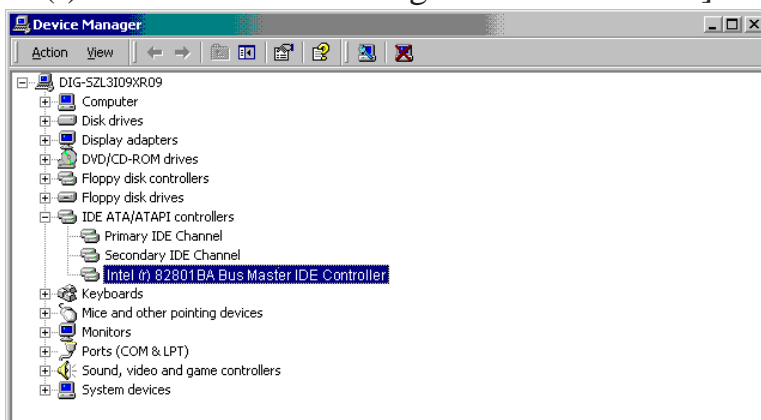 Device Manager
Action View
DIG-SZL3I09XR09
Computer
Disk drives
Display adapters
DVD/CD-ROM drives
Floppy disk controllers
Floppy disk drives
IDE ATA/ATAPI controllers
Primary IDE Channel
Secondary IDE Channel
Intel (r) 82801BA Bus Master IDE Controller
Keyboards
Mice and other pointing devices
Monitors
Ports (COM & LPT)
Sound, video and game controllers
System devices